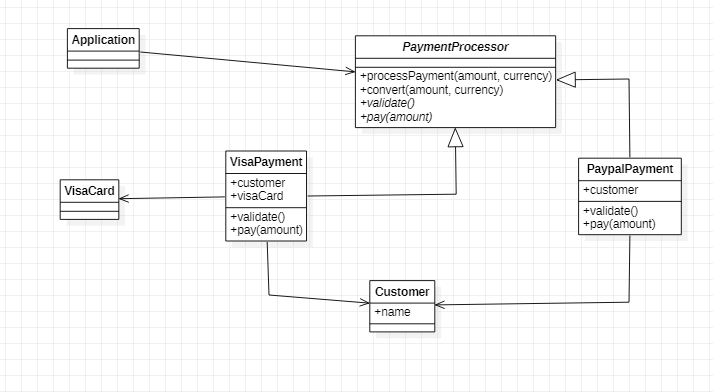 Application
PaymentProcessor
+processPayment(amount, currency)
+convert(amount, currency)
+validate()
+pay(amount)
VisaPayment
+customer
+visaCard
+validate()
+pay(amount)
PaypalPayment
+customer
+validate()
+pay(amount)
VisaCard
Customer
+name